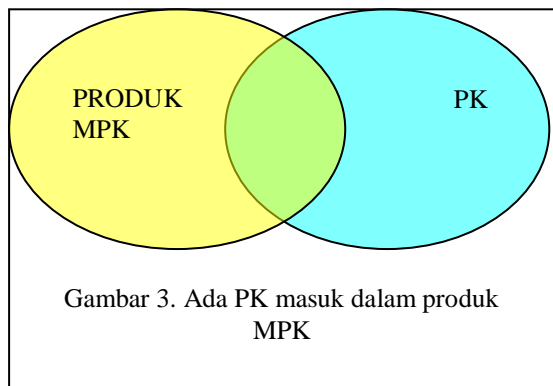 PRODUK
MPK
PK
Gambar 3. Ada PK masuk dalam produk
MPK